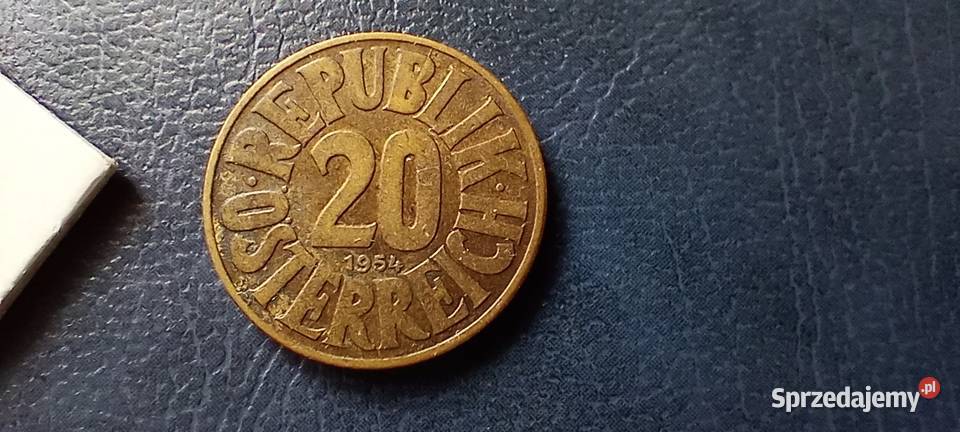 REPUBLIK · ÖSTERREICH ·
20
1954
Sprzedajemy.pl